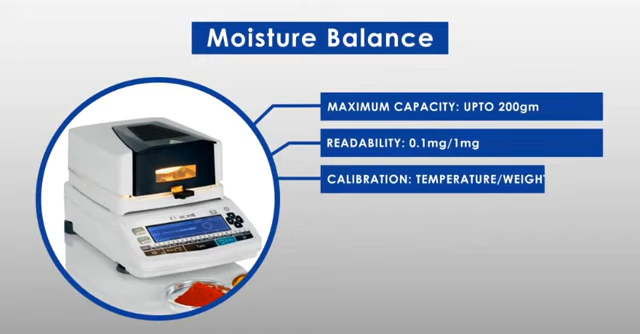 Moisture Balance
MAXIMUM CAPACITY: UPTO 200gm
READABILITY: 0.1mg/1mg
CALIBRATION: TEMPERATURE/WEIGHT